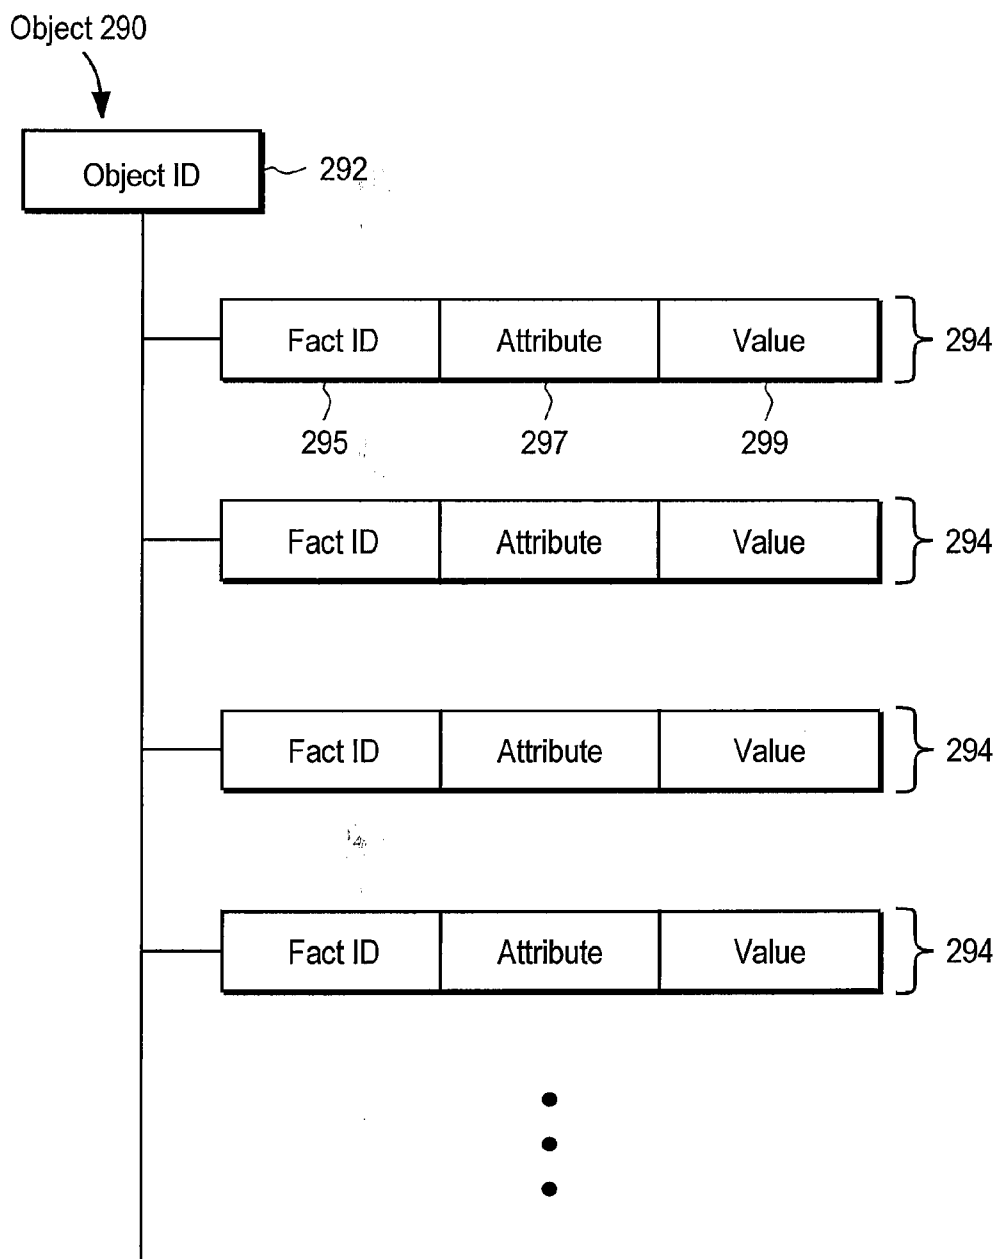 Object 290
Object ID
292
Fact ID Attribute Value 294
295 297 299
Fact ID Attribute Value 294
Fact ID Attribute Value 294
Fact ID Attribute Value 294